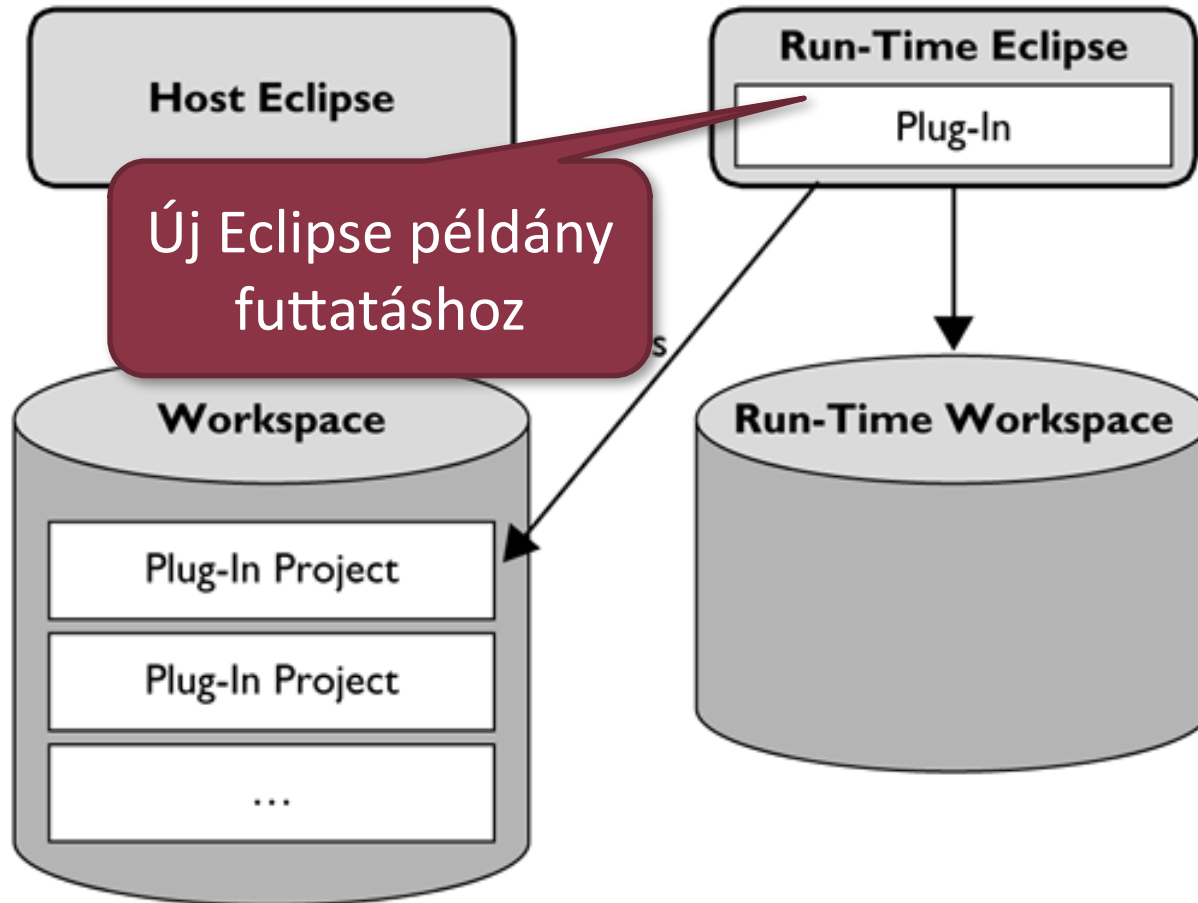 Host Eclipse
Run-Time Eclipse
Plug-In
Új Eclipse példány
futtatáshoz
Workspace
Run-Time Workspace
Plug-In Project
Plug-In Project
...